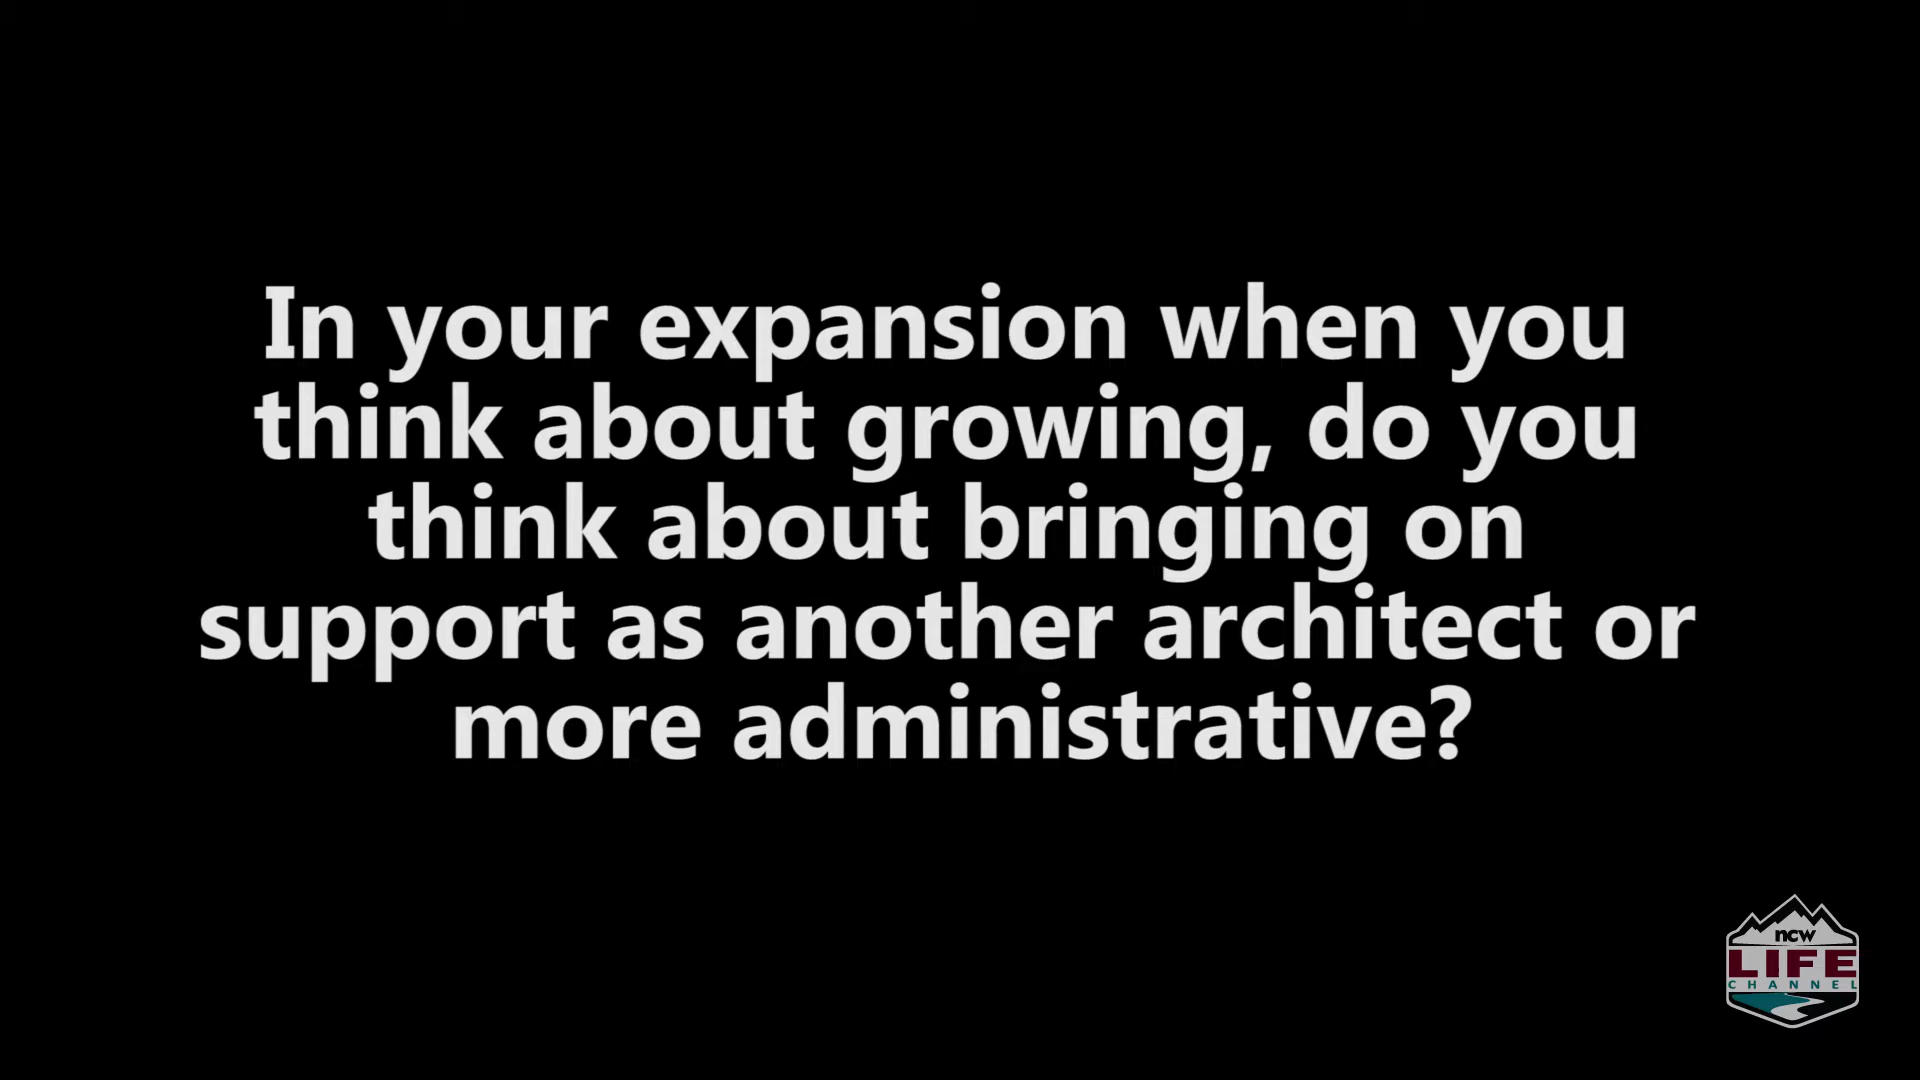 In your expansion when you
think about growing, do you
think about bringing on
support as another architect or
more administrative?
ncw
LIFE
CHANNEL